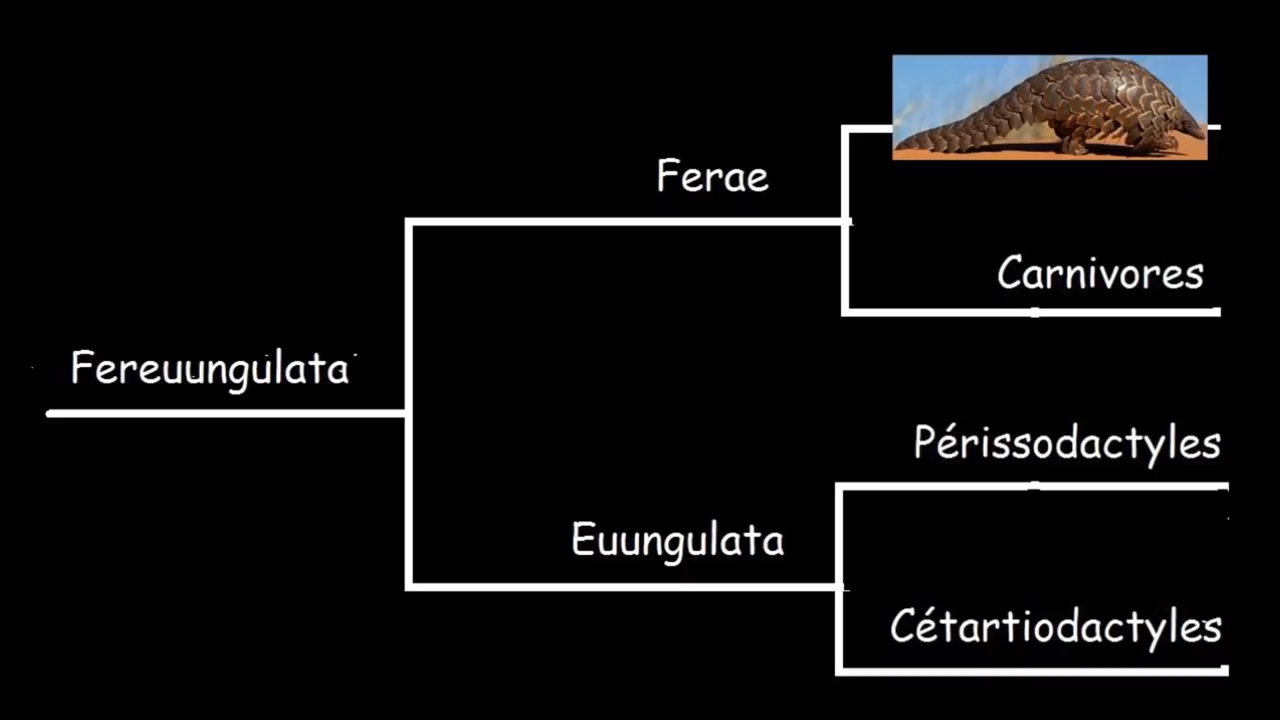 Ferae
Carnivores
Fereuungulata
Périssodactyles
Euungulata
Cétartiodactyles